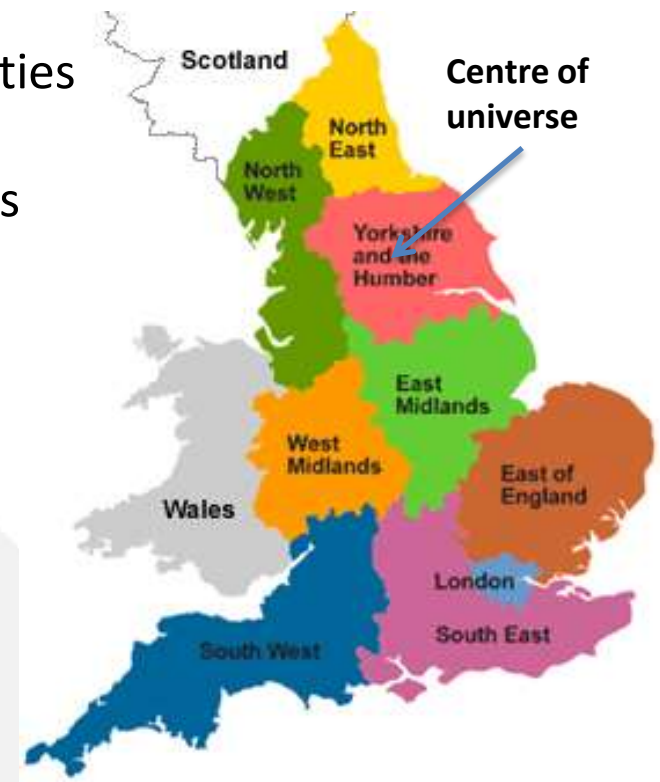 ties
s
Scotland
Centre of
universe
North
East
North
West
Yorkshire
and the
Humber
East
Midlands
West
Midlands
East of
England
Wales
London
South East
South West